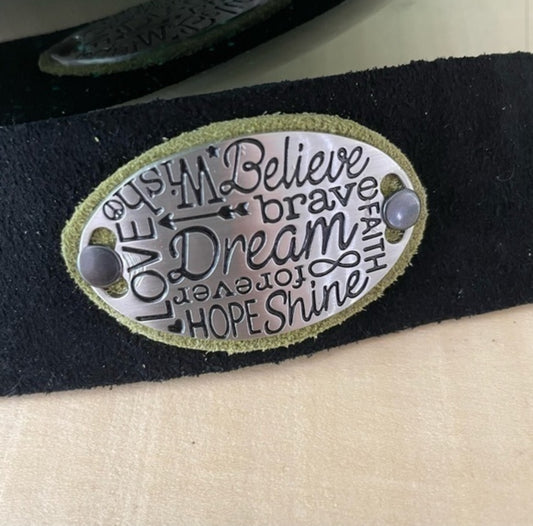 Wish
Believe
brave
LOVE
Dream
FAITH
forever
HOPE
Shine